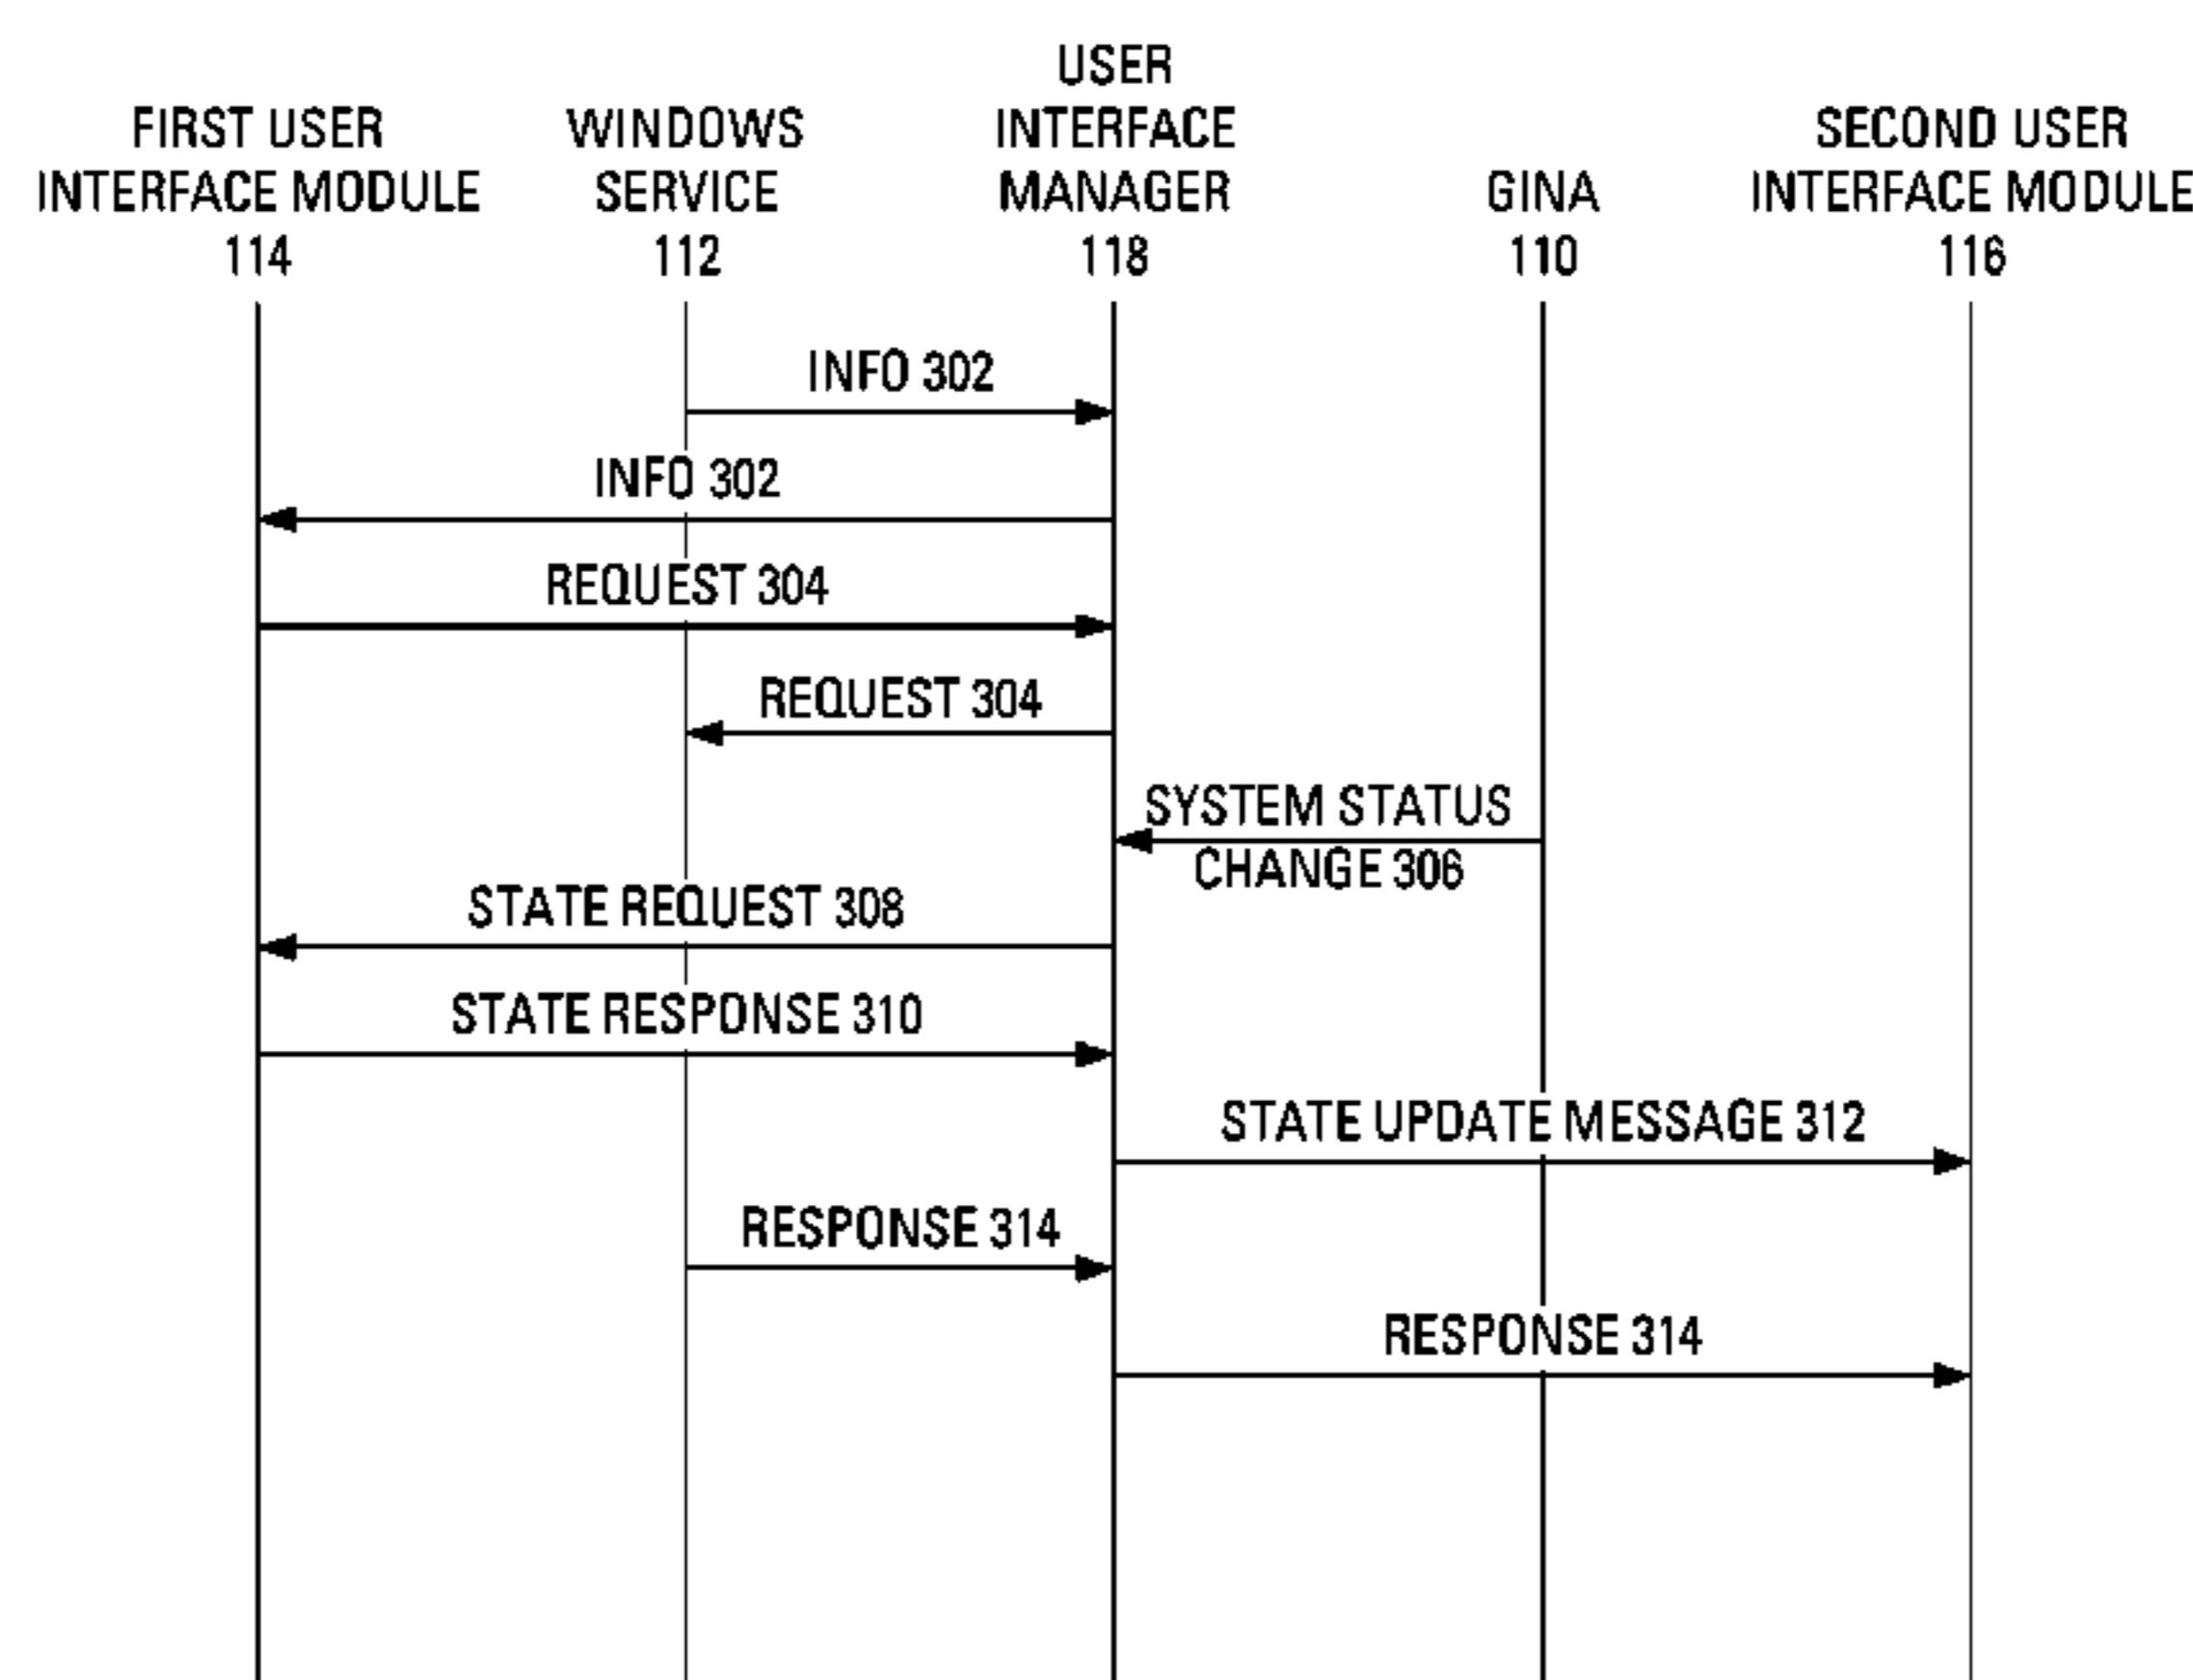 FIRST USER
INTERFACE MODULE
114
WINDOWS
SERVICE
112
USER
INTERFACE
MANAGER
118
GINA
110
SECOND USER
INTERFACE MODULE
116
INFO 302
INFO 302
REQUEST 304
REQUEST 304
SYSTEM STATUS
CHANGE 306
STATE REQUEST 308
STATE RESPONSE 310
STATE UPDATE MESSAGE 312
RESPONSE 314
RESPONSE 314